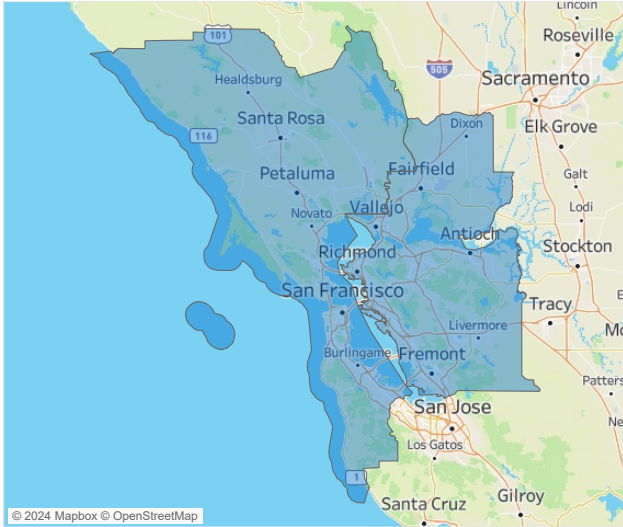 Lincoln
101
Roseville
505
Healdsburg
Sacramento
Santa Rosa
Dixon
Elk Grove
116
Petaluma
Fairfield
Galt
Novato
Vallejo
Lodi
Antioch
Stockton
Richmond
San Francisco
Tracy
Livermore
Burlingame
Fremont
Patters
San Jose
Los Gatos
1
Gilroy
Santa Cruz
© 2024 Mapbox © OpenStreetMap